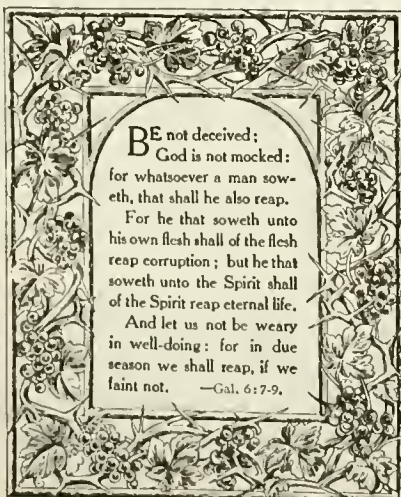 BE not deceived;
God is not mocked:
for whatsoever a man sow-
eth, that shall he also reap.
For he that soweth unto
his own flesh shall of the flesh
reap corruption; but he that
soweth unto the Spirit shall
of the Spirit reap eternal life.
And let us not be weary
in well-doing: for in due
season we shall reap, if we
faint not. —Gal. 6:7-9.